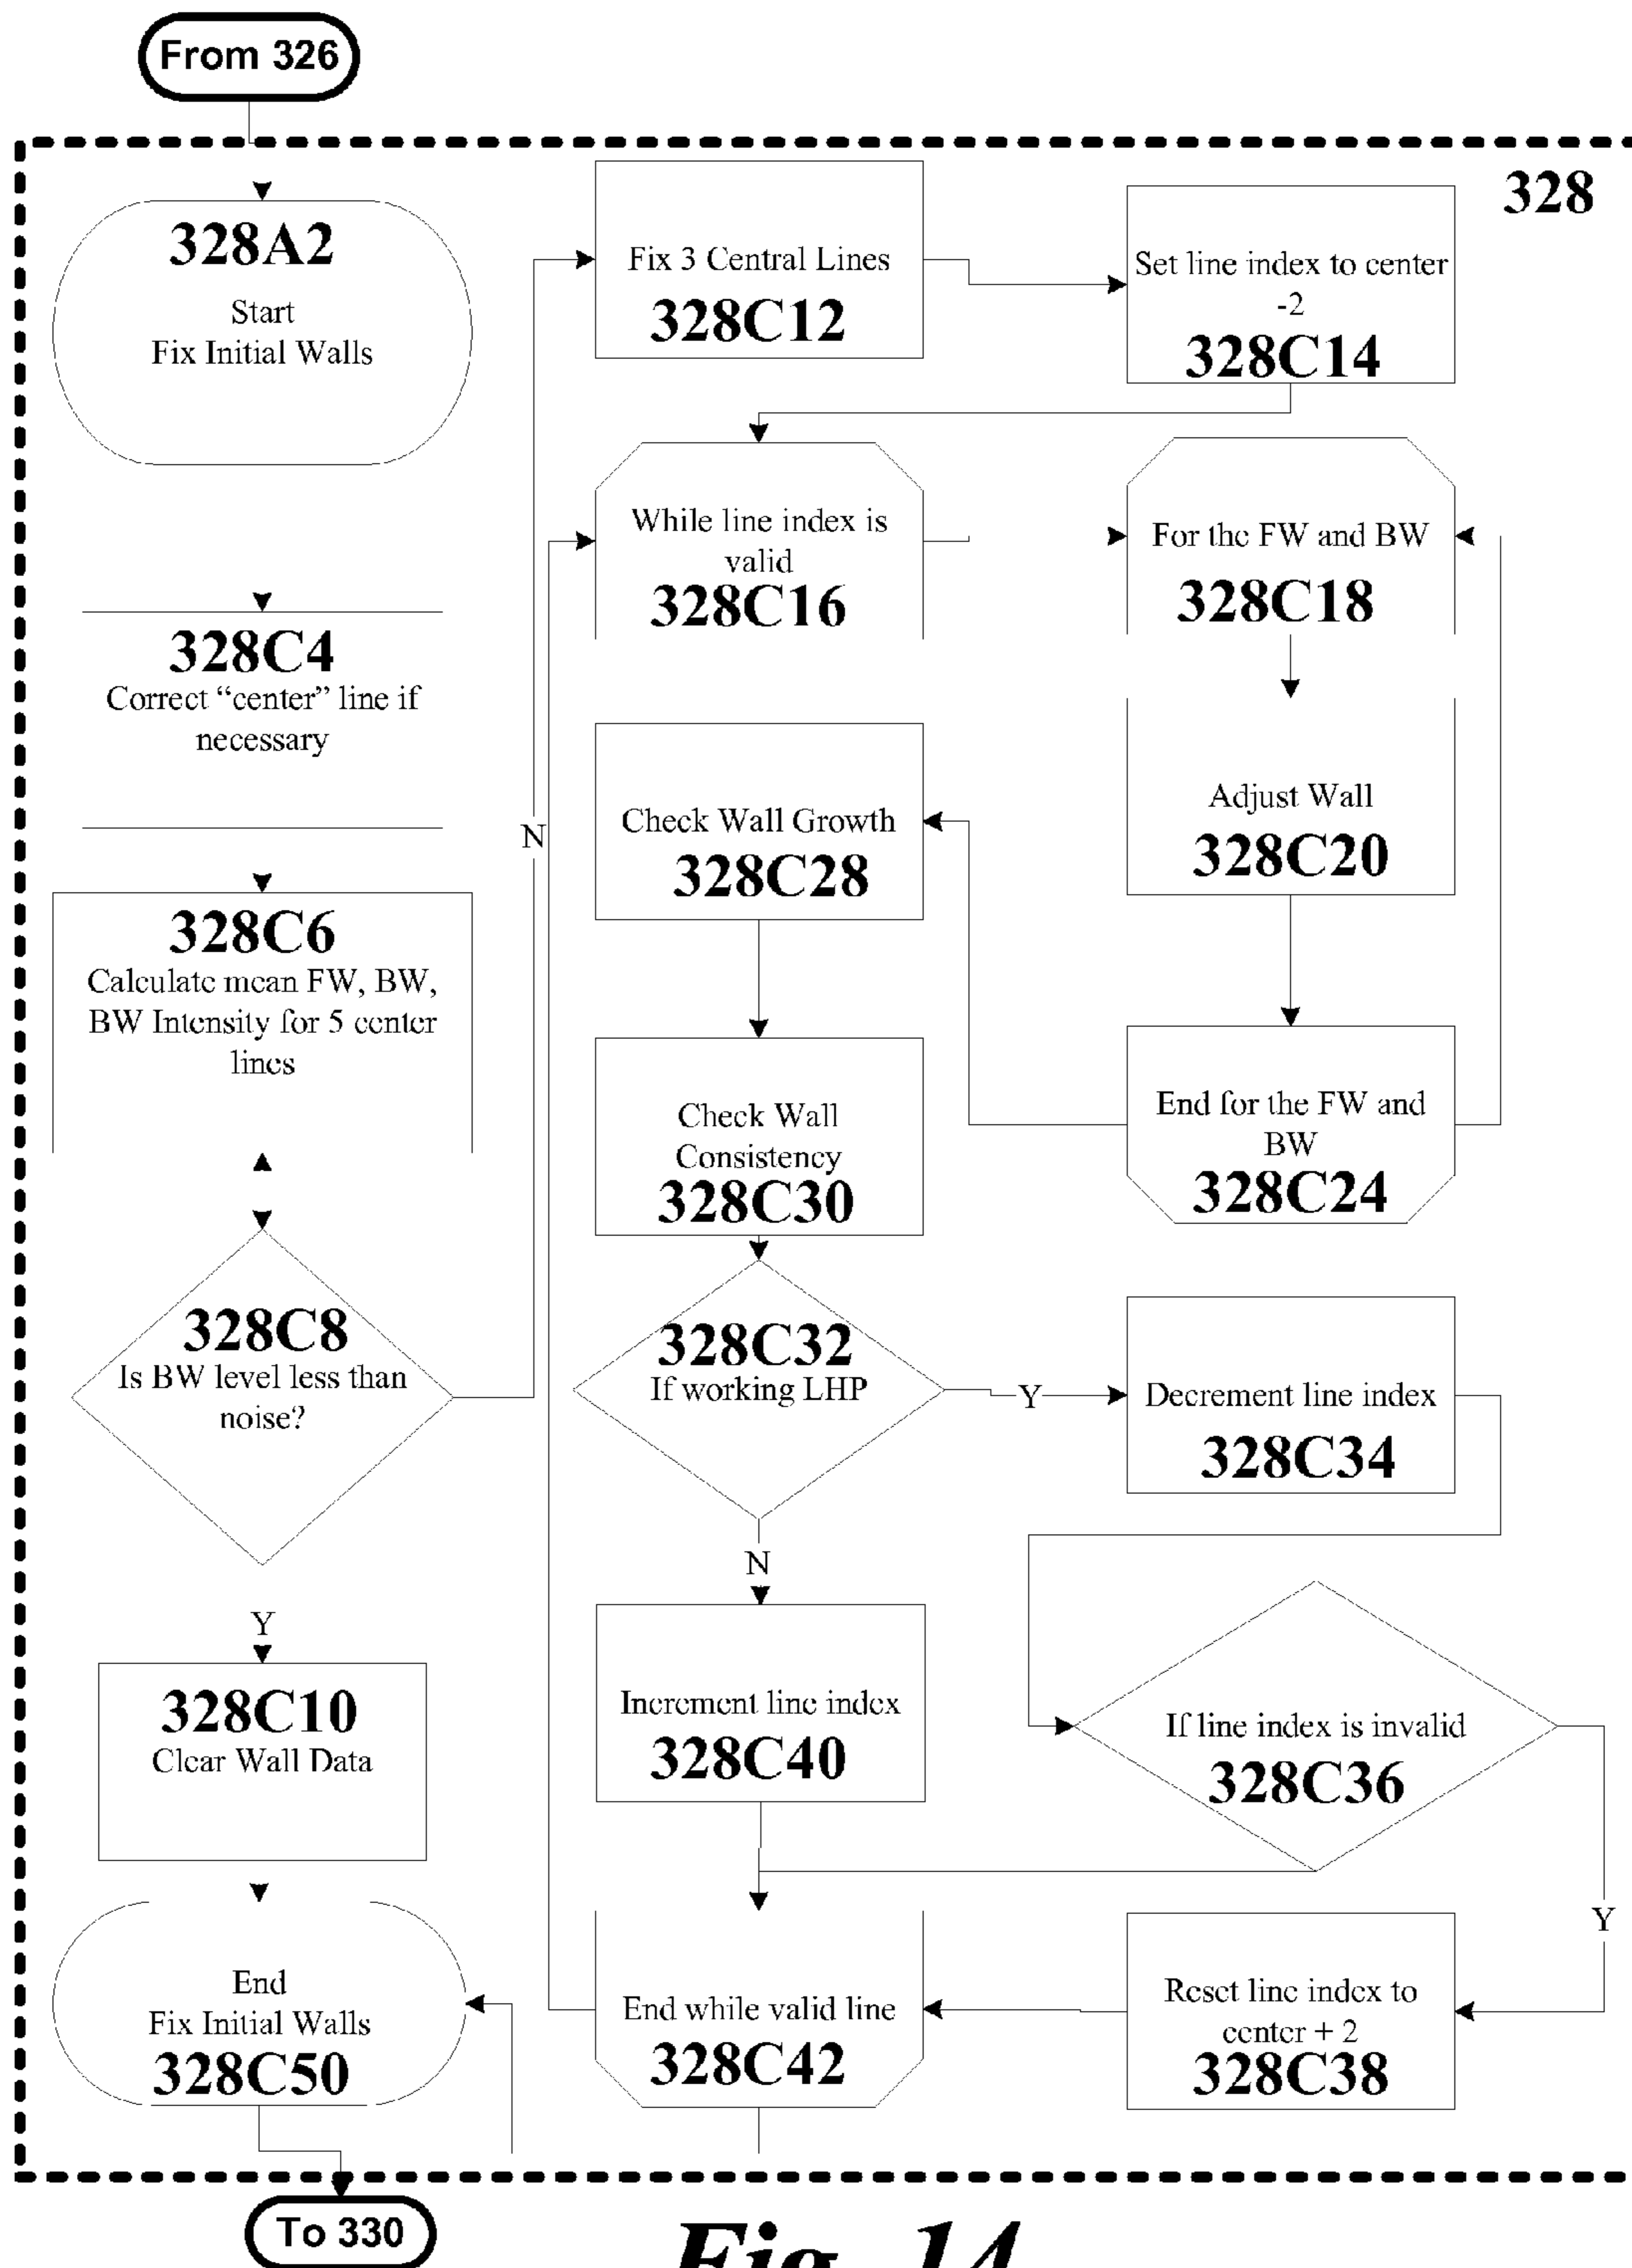 From 326
328
328A2
Start
Fix Initial Walls
328C4
Correct “center” line if
necessary
328C6
Calculate mean FW, BW,
BW Intensity for 5 center
lines
328C8
Is BW level less than
noise?
N
Y
328C10
Clear Wall Data
End
Fix Initial Walls
328C50
To 330
Fix 3 Central Lines
328C12
Set line index to center
-2
328C14
While line index is
valid
328C16
For the FW and BW
328C18
Adjust Wall
328C20
End for the FW and
BW
328C24
Check Wall Growth
328C28
Check Wall
Consistency
328C30
328C32
If working LHP
Y
Decrement line index
328C34
N
Increment line index
328C40
If line index is invalid
328C36
Y
Reset line index to
center + 2
328C38
End while valid line
328C42
Fig. 14